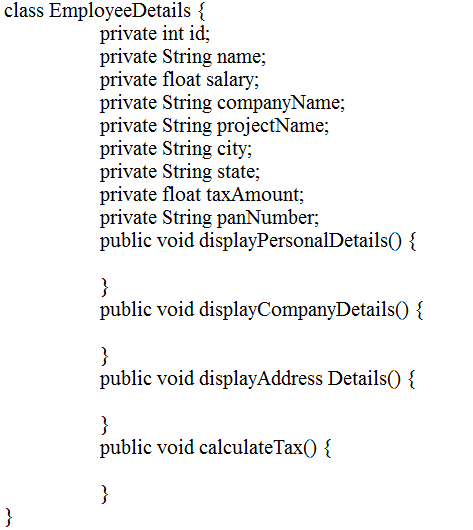 class EmployeeDetails {
private int id;
private String name;
private float salary;
private String companyName;
private String projectName;
private String city;
private String state;
private float taxAmount;
private String panNumber;
public void displayPersonalDetails() {
}
public void displayCompanyDetails() {
}
public void displayAddress Details() {
}
public void calculateTax() {
}
}